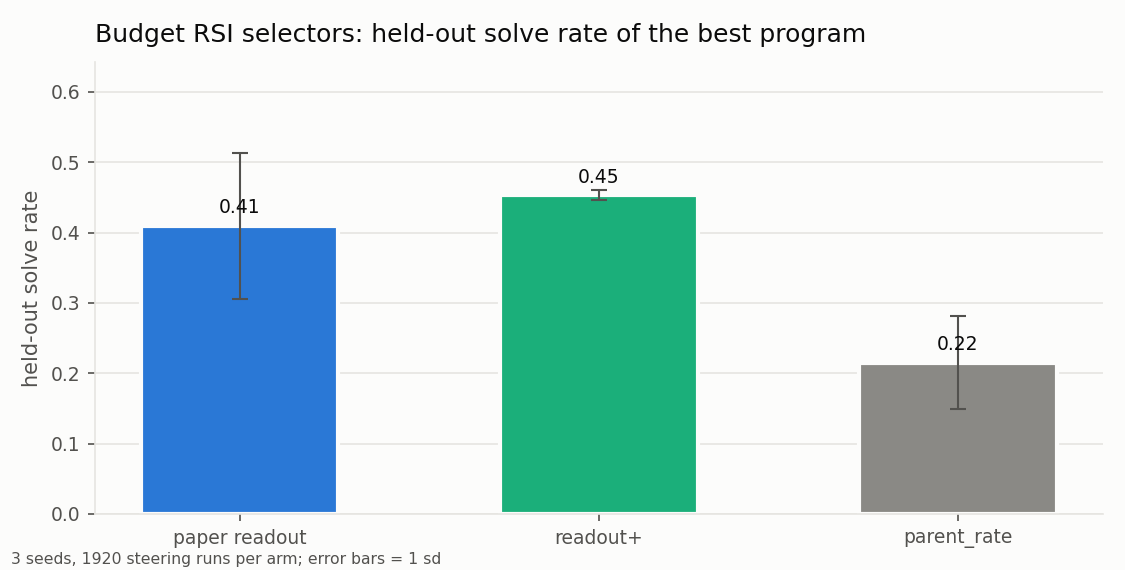 Budget RSI selectors: held-out solve rate of the best program
held-out solve rate
0.6
0.5
0.4
0.3
0.2
0.1
0.0
0.41
0.45
0.22
paper readout
readout+
parent_rate
3 seeds, 1920 steering runs per arm; error bars = 1 sd